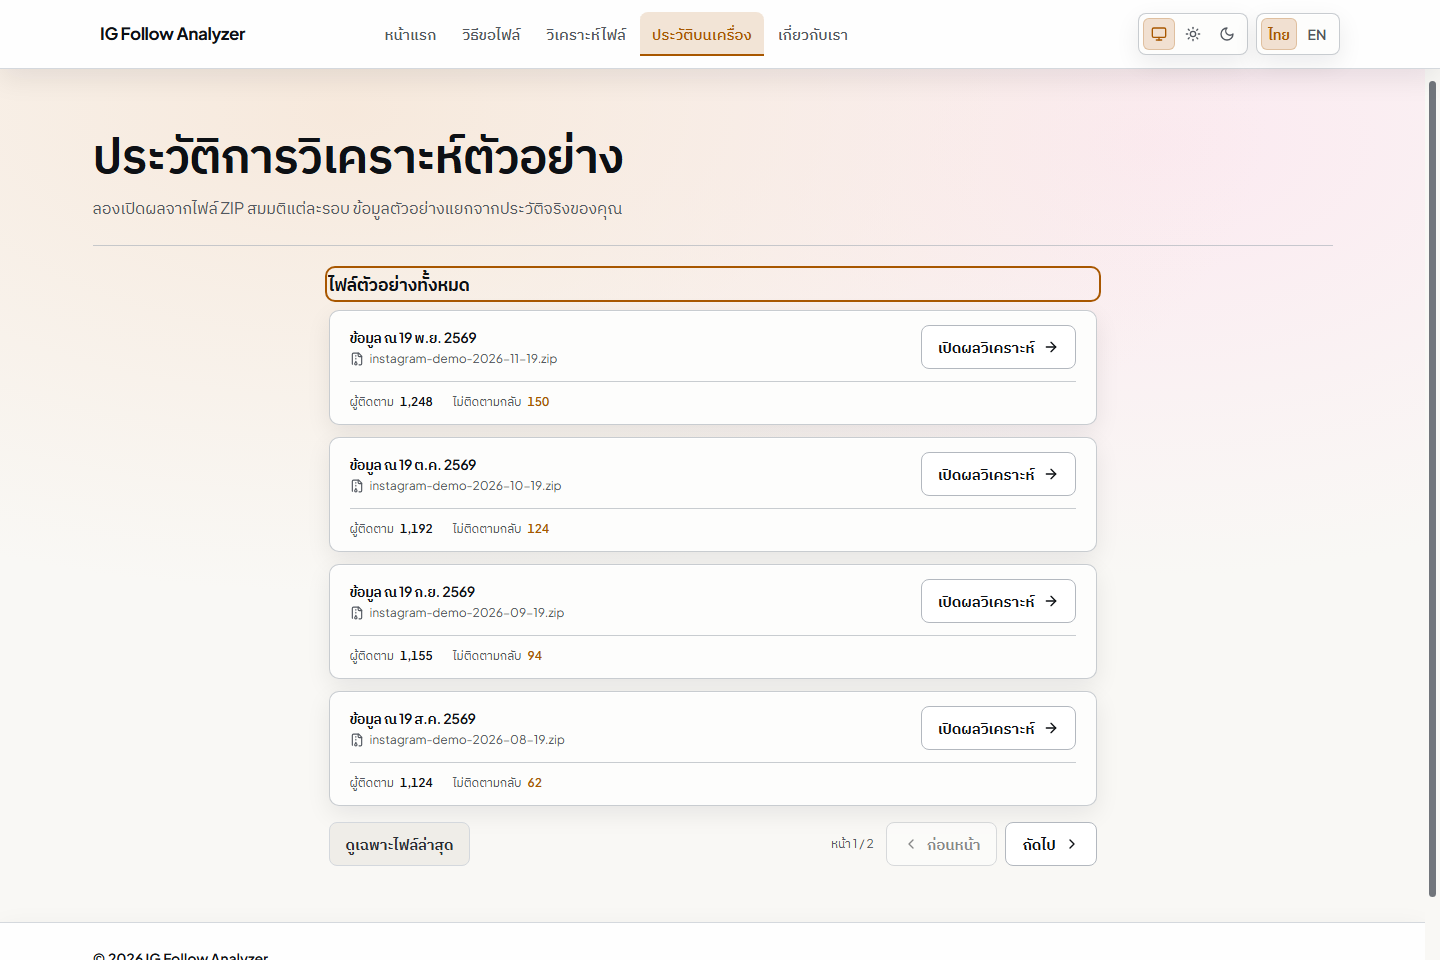 IG Follow Analyzer
หน้าแรก
วิธีขอไฟล์
วิเคราะห์ไฟล์
ประวัติบนเครื่อง
เกี่ยวกับเรา
ไทย
EN
ประวัติการวิเคราะห์ตัวอย่าง
ลองเปิดผลจากไฟล์ ZIP สมมติแต่ละรอบ ข้อมูลตัวอย่างแยกจากประวัติจริงของคุณ
ไฟล์ตัวอย่างทั้งหมด
ข้อมูล ณ 19 พ.ย. 2569
instagram-demo-2026-11-19.zip
เปิดผลวิเคราะห์
ผู้ติดตาม 1,248 ไม่ติดตามกลับ 150
ข้อมูล ณ 19 ต.ค. 2569
instagram-demo-2026-10-19.zip
เปิดผลวิเคราะห์
ผู้ติดตาม 1,192 ไม่ติดตามกลับ 124
ข้อมูล ณ 19 ก.ย. 2569
instagram-demo-2026-09-19.zip
เปิดผลวิเคราะห์
ผู้ติดตาม 1,155 ไม่ติดตามกลับ 94
ข้อมูล ณ 19 ส.ค. 2569
instagram-demo-2026-08-19.zip
เปิดผลวิเคราะห์
ผู้ติดตาม 1,124 ไม่ติดตามกลับ 62
ดูเฉพาะไฟล์ล่าสุด
หน้า 1 / 2
ก่อนหน้า
ถัดไป
© 2026 IG Follow Analyzer